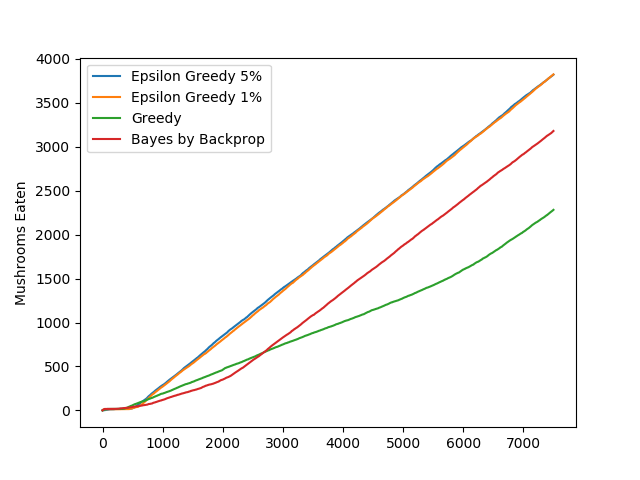 4000
3500
3000
2500
2000
1500
1000
500
0
Mushrooms Eaten
Epsilon Greedy 5%
Epsilon Greedy 1%
Greedy
Bayes by Backprop
0 1000 2000 3000 4000 5000 6000 7000